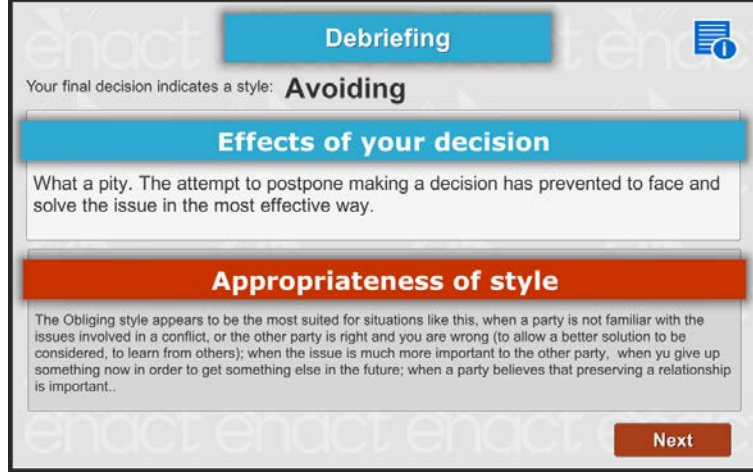 Debriefing
Your final decision indicates a style: Avoiding
Effects of your decision
What a pity. The attempt to postpone making a decision has prevented to face and
solve the issue in the most effective way.
Appropriateness of style
The Obliging style appears to be the most suited for situations like this, when a party is not familiar with the
issues involved in a conflict, or the other party is right and you are wrong (to allow a better solution to be
considered, to learn from others); when the issue is much more important to the other party, when yu give up
something now in order to get something else in the future; when a party believes that preserving a relationship
is important..
enact enact enact enact
Next